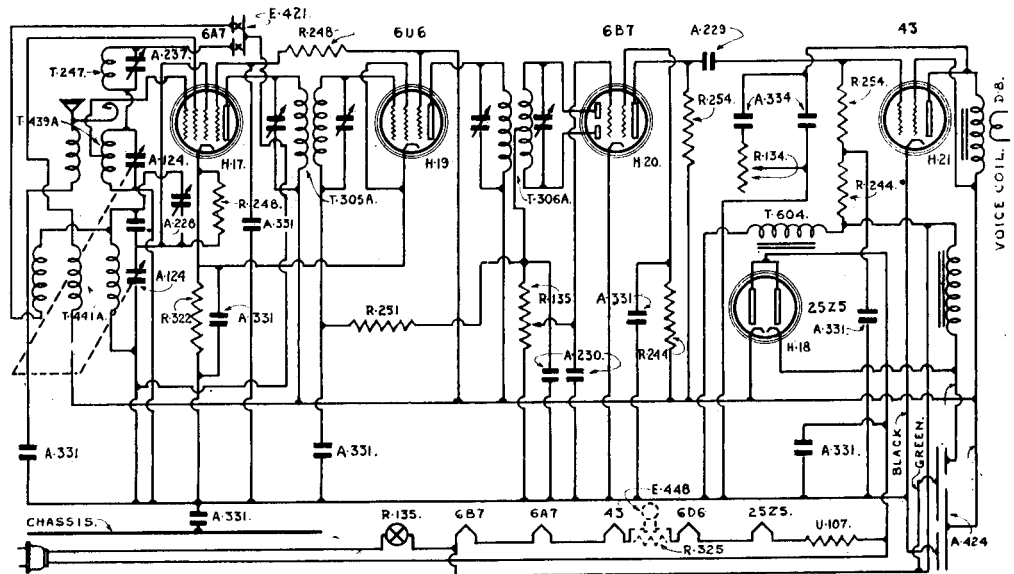 E·421.
6A7
R·248.
6U6
6B7
A·229
43
A·237.
T·247.
T·439A
R·254.
A·334
R·254.
D.B.
VOICE COIL.
A·124.
H·17.
H·19
H·20.
H·21
R·134.
R·248.
A·228
A·331
T·305A.
T·306A.
R·244.
T·604.
A·124
T·441A.
R·322
A·331
R·251
R·135
A·331
25Z5
A·331
H·18
A·230.
R·244
A·331
A·331.
A·331.
BLACK
GREEN.
CHASSIS.
A·331.
R·135.
6B7
6A7
43
E·448
6D6
25Z5.
U·107.
R·325
A·424